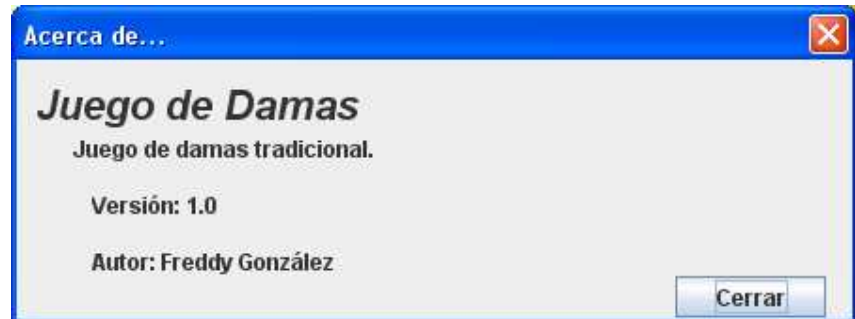 Acerca de...
Juego de Damas
Juego de damas tradicional.
Versión: 1.0
Autor: Freddy González
Cerrar